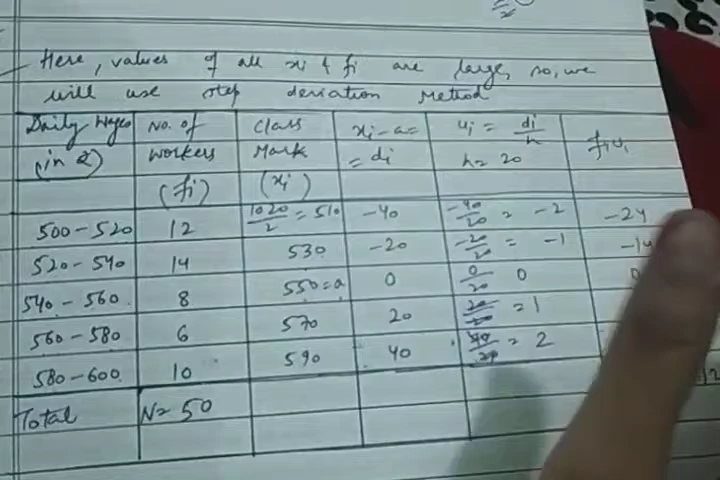 Here, values of all xi & fi are large, so, we
will use step deviation method
Daily Wages (in ₹) No. of workers (fi) Class Mark (xi) xi-a= = di ui = di/h h=20 fiui
500-520 12 1020/2 = 510 -40 -40/20 = -2 -24
520-540 14 530 -20 -20/20 = -1 -14
540-560 8 550=a 0 0/20 0 0
560-580 6 570 20 20/20 = 1
580-600 10 590 40 40/20 = 2
Total N=50